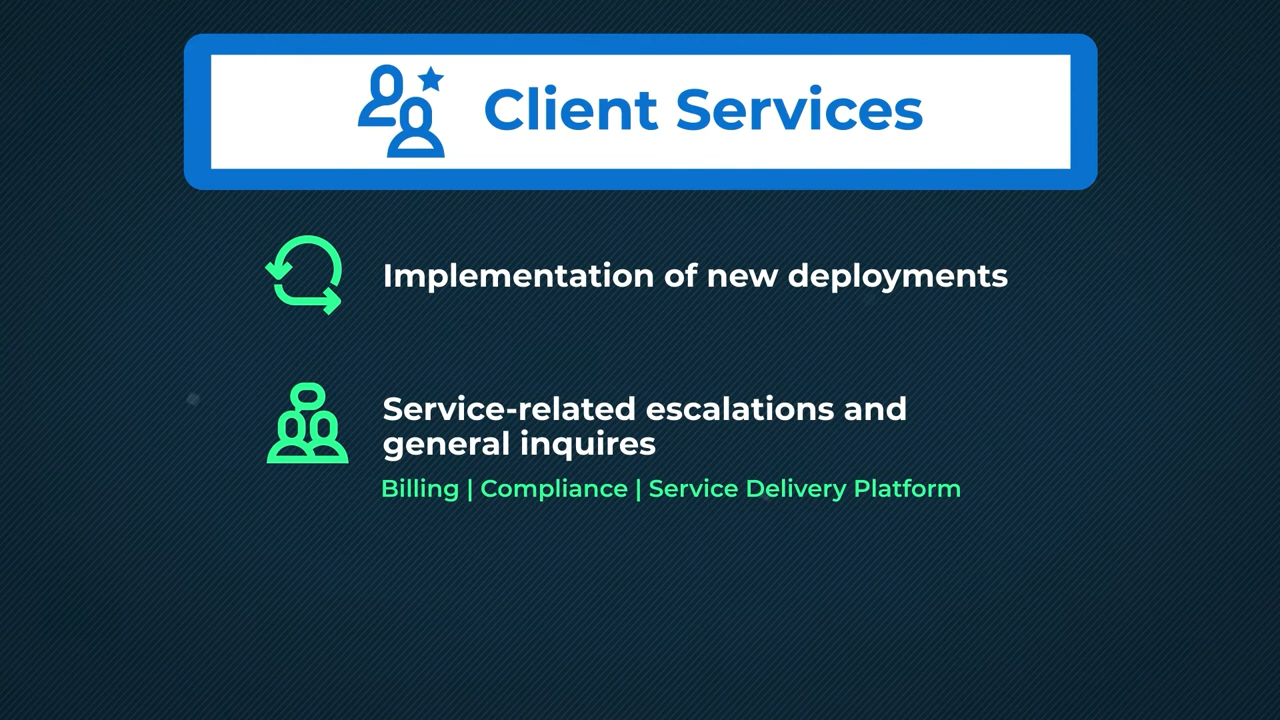 Client Services
Implementation of new deployments
Service-related escalations and
general inquires
Billing | Compliance | Service Delivery Platform